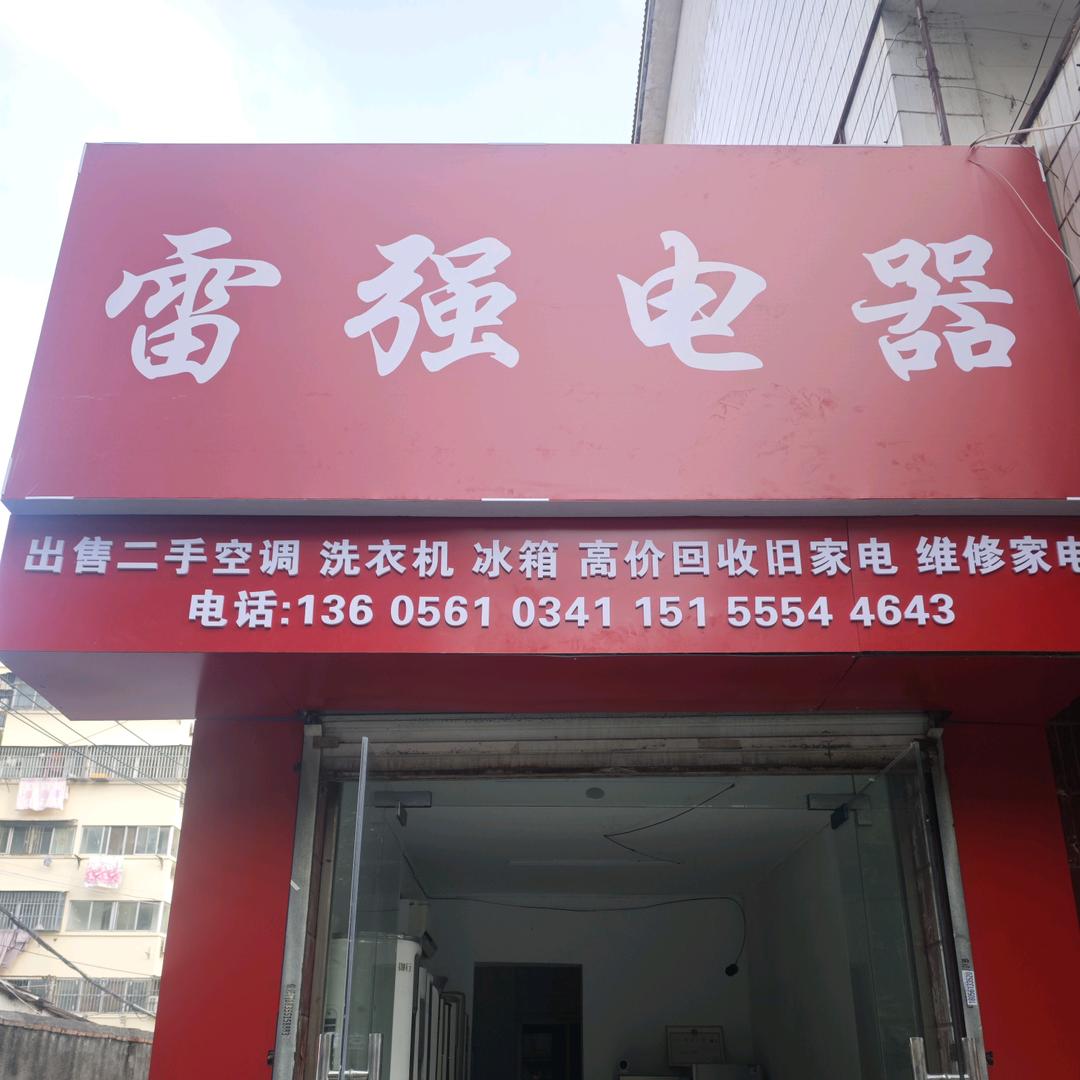 雷强电器
出售二手空调 洗衣机 冰箱 高价回收旧家电 维修家电
电话:136 0561 0341 151 5554 4643